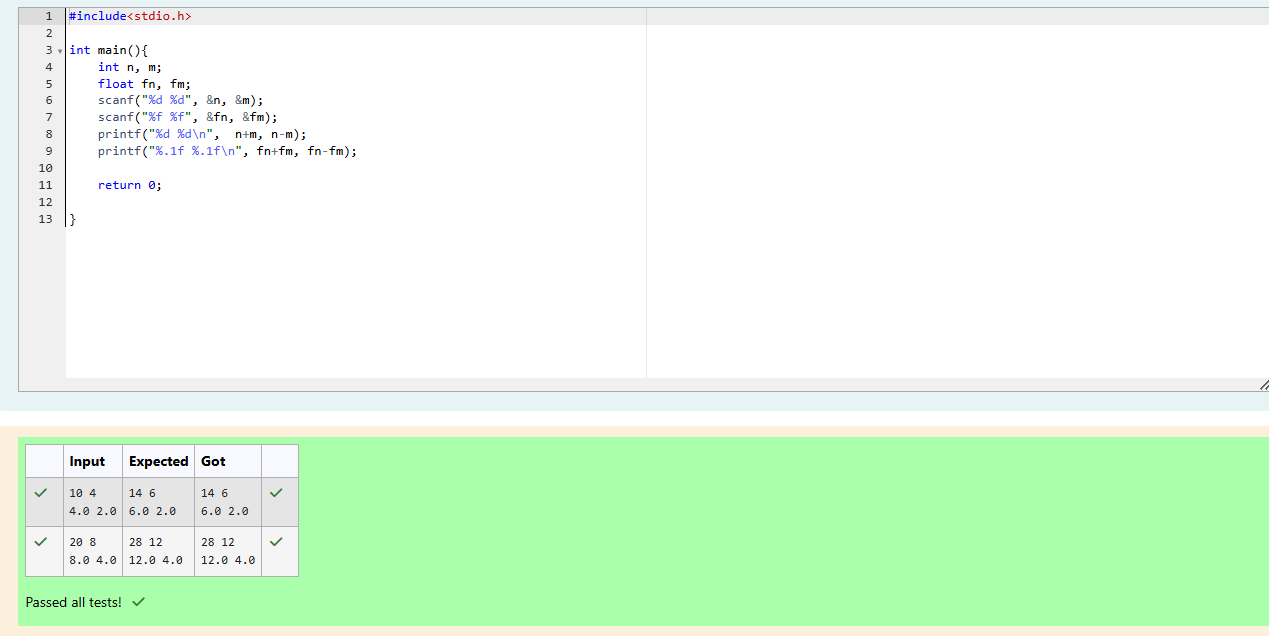 1 #include<stdio.h>
2
3 int main(){
4     int n, m;
5     float fn, fm;
6     scanf("%d %d", &n, &m);
7     scanf("%f %f", &fn, &fm);
8     printf("%d %d\n",  n+m, n-m);
9     printf("%.1f %.1f\n", fn+fm, fn-fm);
10
11     return 0;
12
13 }
Input Expected Got
10 4 14 6 14 6
4.0 2.0 6.0 2.0 6.0 2.0
20 8 28 12 28 12
8.0 4.0 12.0 4.0 12.0 4.0
Passed all tests!